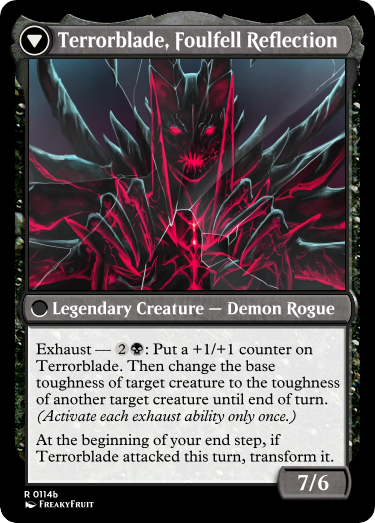 Terrorblade, Foulfell Reflection
Legendary Creature — Demon Rogue
Exhaust — 2: Put a +1/+1 counter on
Terrorblade. Then change the base
toughness of target creature to the toughness
of another target creature until end of turn.
(Activate each exhaust ability only once.)
At the beginning of your end step, if
Terrorblade attacked this turn, transform it.
7/6
R 0114b
FreakyFruit